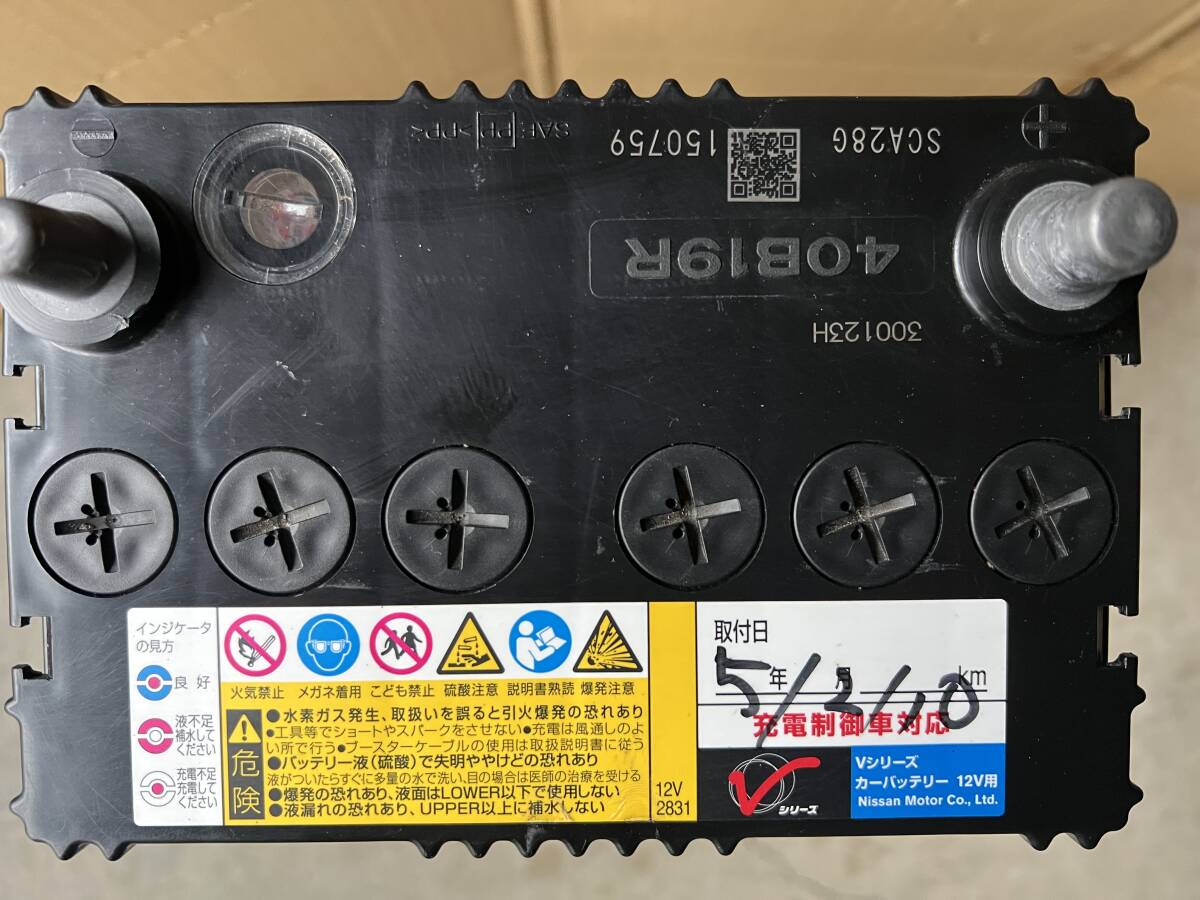 SCA28G
150759
SAE PP >PP<
40B19R
300123H
インジケータ
の見方
良好
液不足
補水して
ください
充電不足
充電して
ください
火気禁止 メガネ着用 こども禁止 硫酸注意 説明書熟読 爆発注意
危険
●水素ガス発生、取扱いを誤ると引火爆発の恐れあり
●工具等でショートやスパークをさせない●充電は風通しのよ
い所で行う●ブースターケーブルの使用は取扱説明書に従う
●バッテリー液(硫酸)で失明ややけどの恐れあり
液がついたらすぐに多量の水で洗い、目の場合は医師の治療を受ける
●爆発の恐れあり、液面はLOWER以下で使用しない
●液漏れの恐れあり、UPPER以上に補水しない
12V
2831
取付日
5年/2/10
月 km
充電制御車対応
V シリーズ
Vシリーズ
カーバッテリー 12V用
Nissan Motor Co., Ltd.